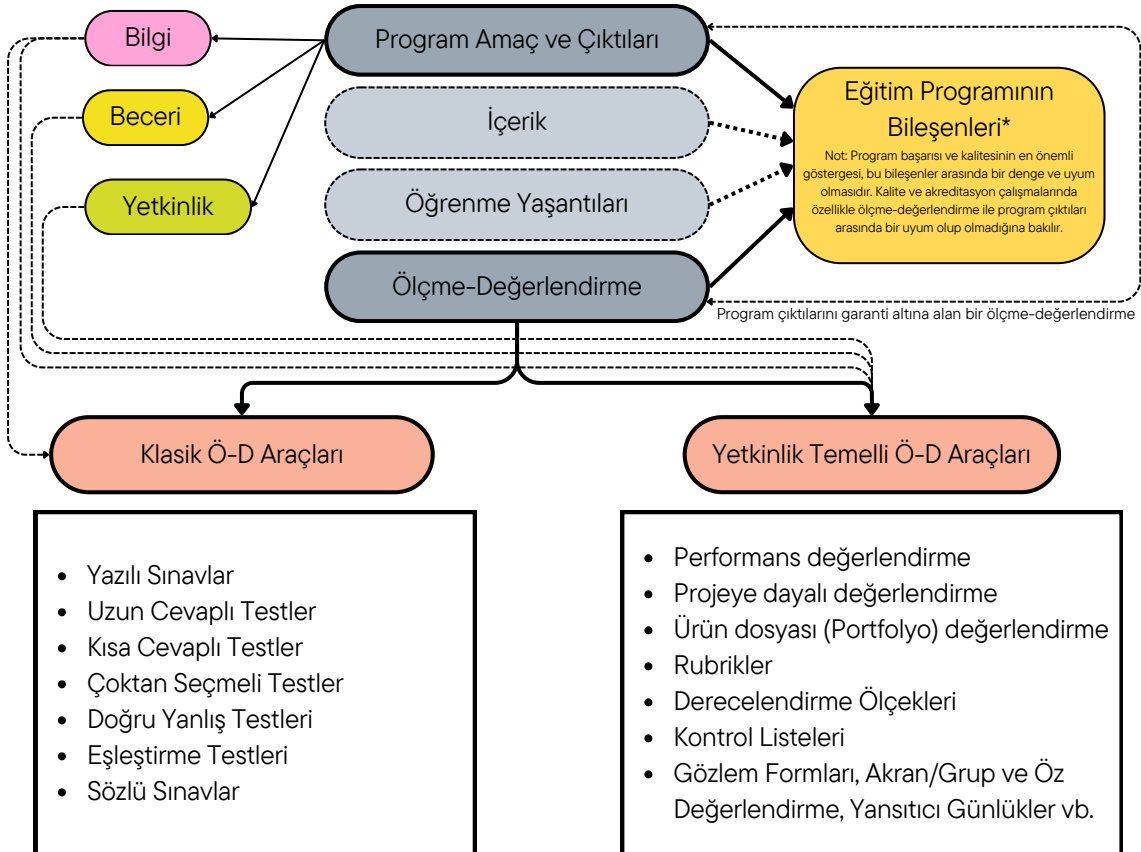 Bilgi
Beceri
Yetkinlik
Program Amaç ve Çıktıları
İçerik
Öğrenme Yaşantıları
Ölçme-Değerlendirme
Eğitim Programının
Bileşenleri*
Not: Program başarısı ve kalitesinin en önemli
göstergesi, bu bileşenler arasında bir denge ve uyum
olmasıdır. Kalite ve akreditasyon çalışmalarında
özellikle ölçme-değerlendirme ile program çıktıları
arasında bir uyum olup olmadığına bakılır.
Program çıktılarını garanti altına alan bir ölçme-değerlendirme
Klasik Ö-D Araçları
• Yazılı Sınavlar
• Uzun Cevaplı Testler
• Kısa Cevaplı Testler
• Çoktan Seçmeli Testler
• Doğru Yanlış Testleri
• Eşleştirme Testleri
• Sözlü Sınavlar
Yetkinlik Temelli Ö-D Araçları
• Performans değerlendirme
• Projeye dayalı değerlendirme
• Ürün dosyası (Portfolyo) değerlendirme
• Rubrikler
• Derecelendirme Ölçekleri
• Kontrol Listeleri
• Gözlem Formları, Akran/Grup ve Öz
Değerlendirme, Yansıtıcı Günlükler vb.